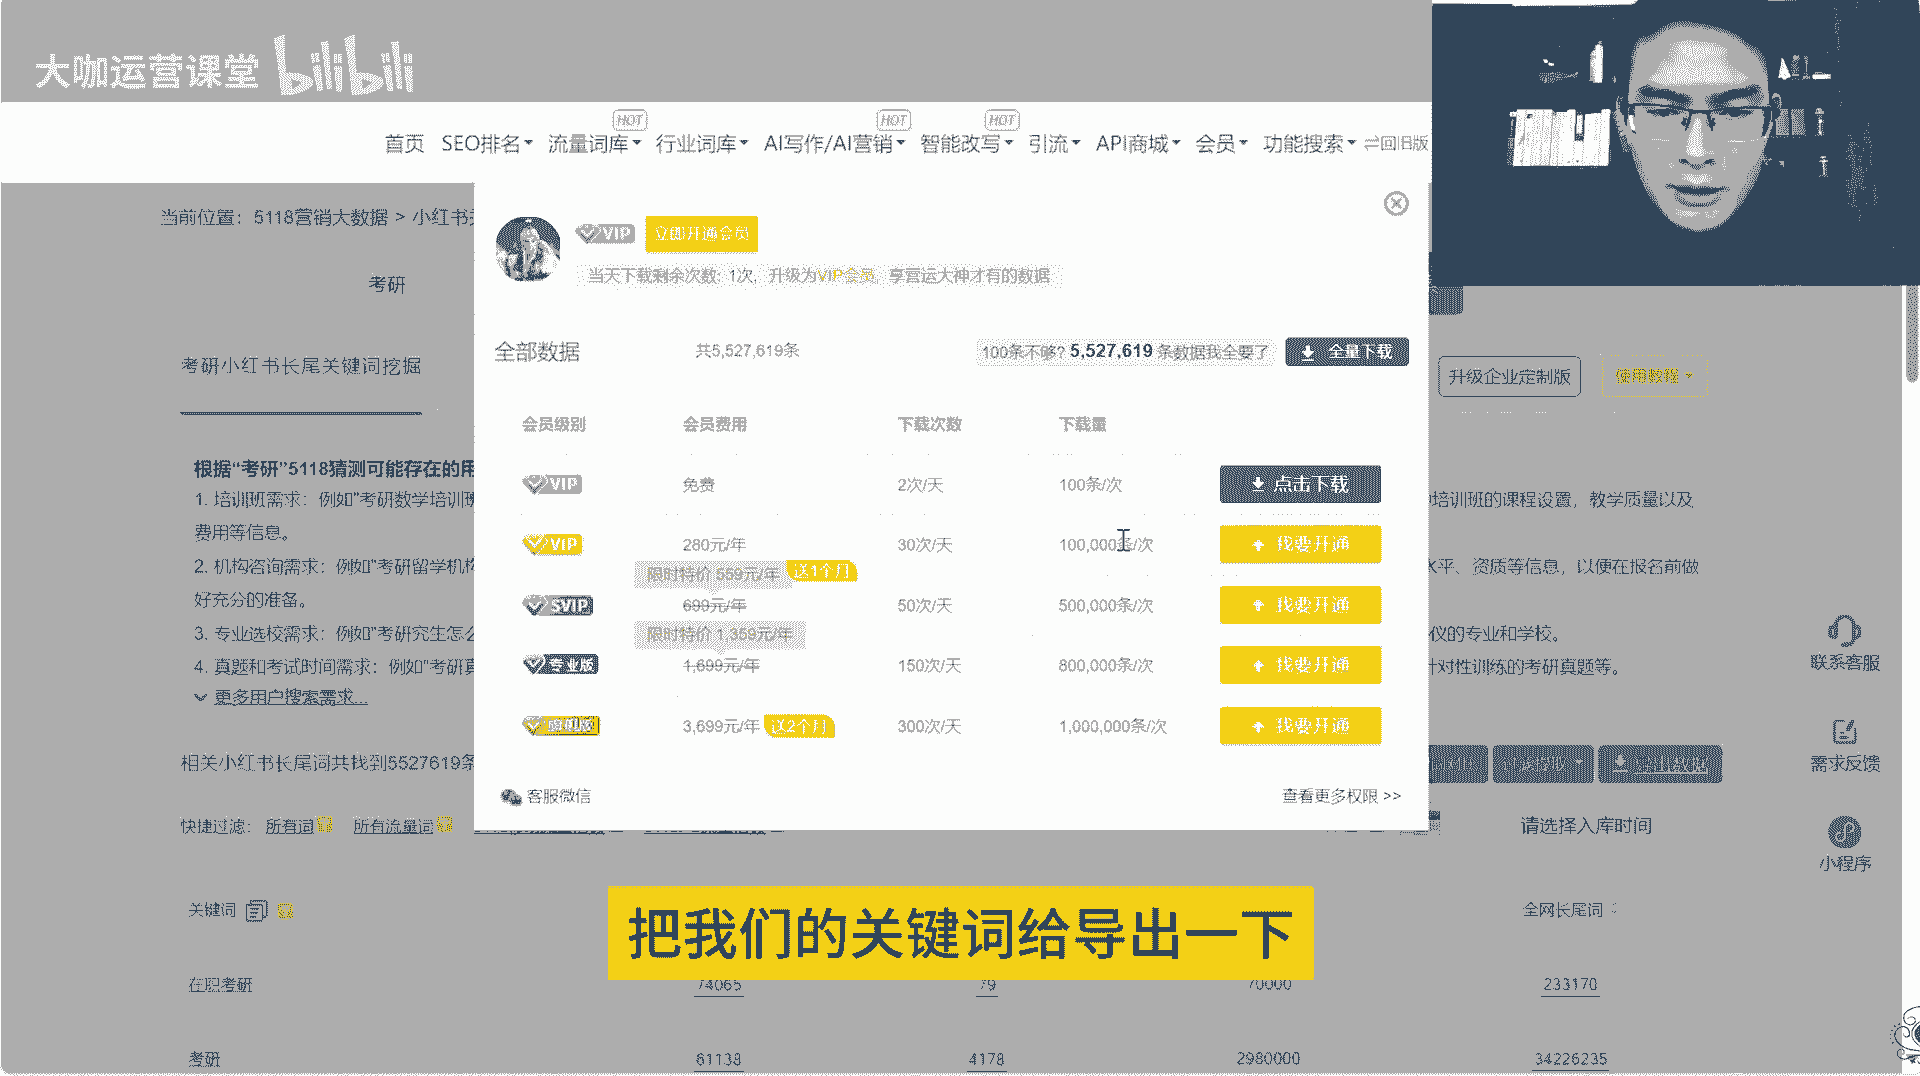 大咖运营课堂 bilibili
HOT HOT HOT
首页 SEO排名 流量词库 行业词库 AI写作/AI营销 智能改写 引流 API商城 会员 功能搜索 回旧版
当前位置：5118营销大数据 > 小红书
VIP 立即开通会员
当天下载剩余次数：1次，升级为VIP会员，享营运大神才有的数据
考研
全部数据 共5,527,619条 100条不够？5,527,619 条数据我全要了 全量下载
考研小红书长尾关键词挖掘 升级企业定制版 使用教程
会员级别 会员费用 下载次数 下载量
根据“考研”5118猜测可能存在的用
VIP 免费 2次/天 100条/次 点击下载
1. 培训班需求：例如“考研数学培训班 培训班的课程设置，教学质量以及
费用等信息。
VIP 280元/年 30次/天 100,000条/次 我要开通
2. 机构咨询需求：例如“考研留学机构 水平、资质等信息，以便在报名前做
限时特价 559元/年 送1个月
好充分的准备。
SVIP 699元/年 50次/天 500,000条/次 我要开通
3. 专业选校需求：例如“考研究生怎么 仪的专业和学校。
限时特价 1,359元/年
4. 真题和考试时间需求：例如“考研真 针对性训练的考研真题等。
专业版 1,699元/年 150次/天 800,000条/次 我要开通
联系客服
更多用户搜索需求...
3,699元/年 送2个月 300次/天 1,000,000条/次 我要开通
相关小红书长尾词共找到5527619条
需求反馈
客服微信 查看更多权限 >>
快捷过滤： 所有词 所有流量词 请选择入库时间
小程序
关键词 全网长尾词
把我们的关键词给导出一下
在职考研 74065 79 70000 233170
考研 61138 4178 2980000 34226235